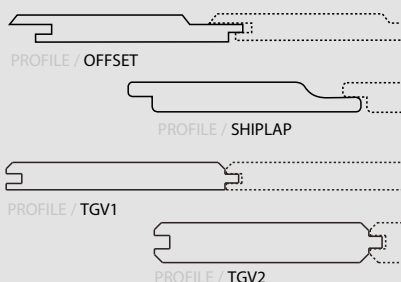 PROFILE / OFFSET
PROFILE / SHIPLAP
PROFILE / TGV1
PROFILE / TGV2